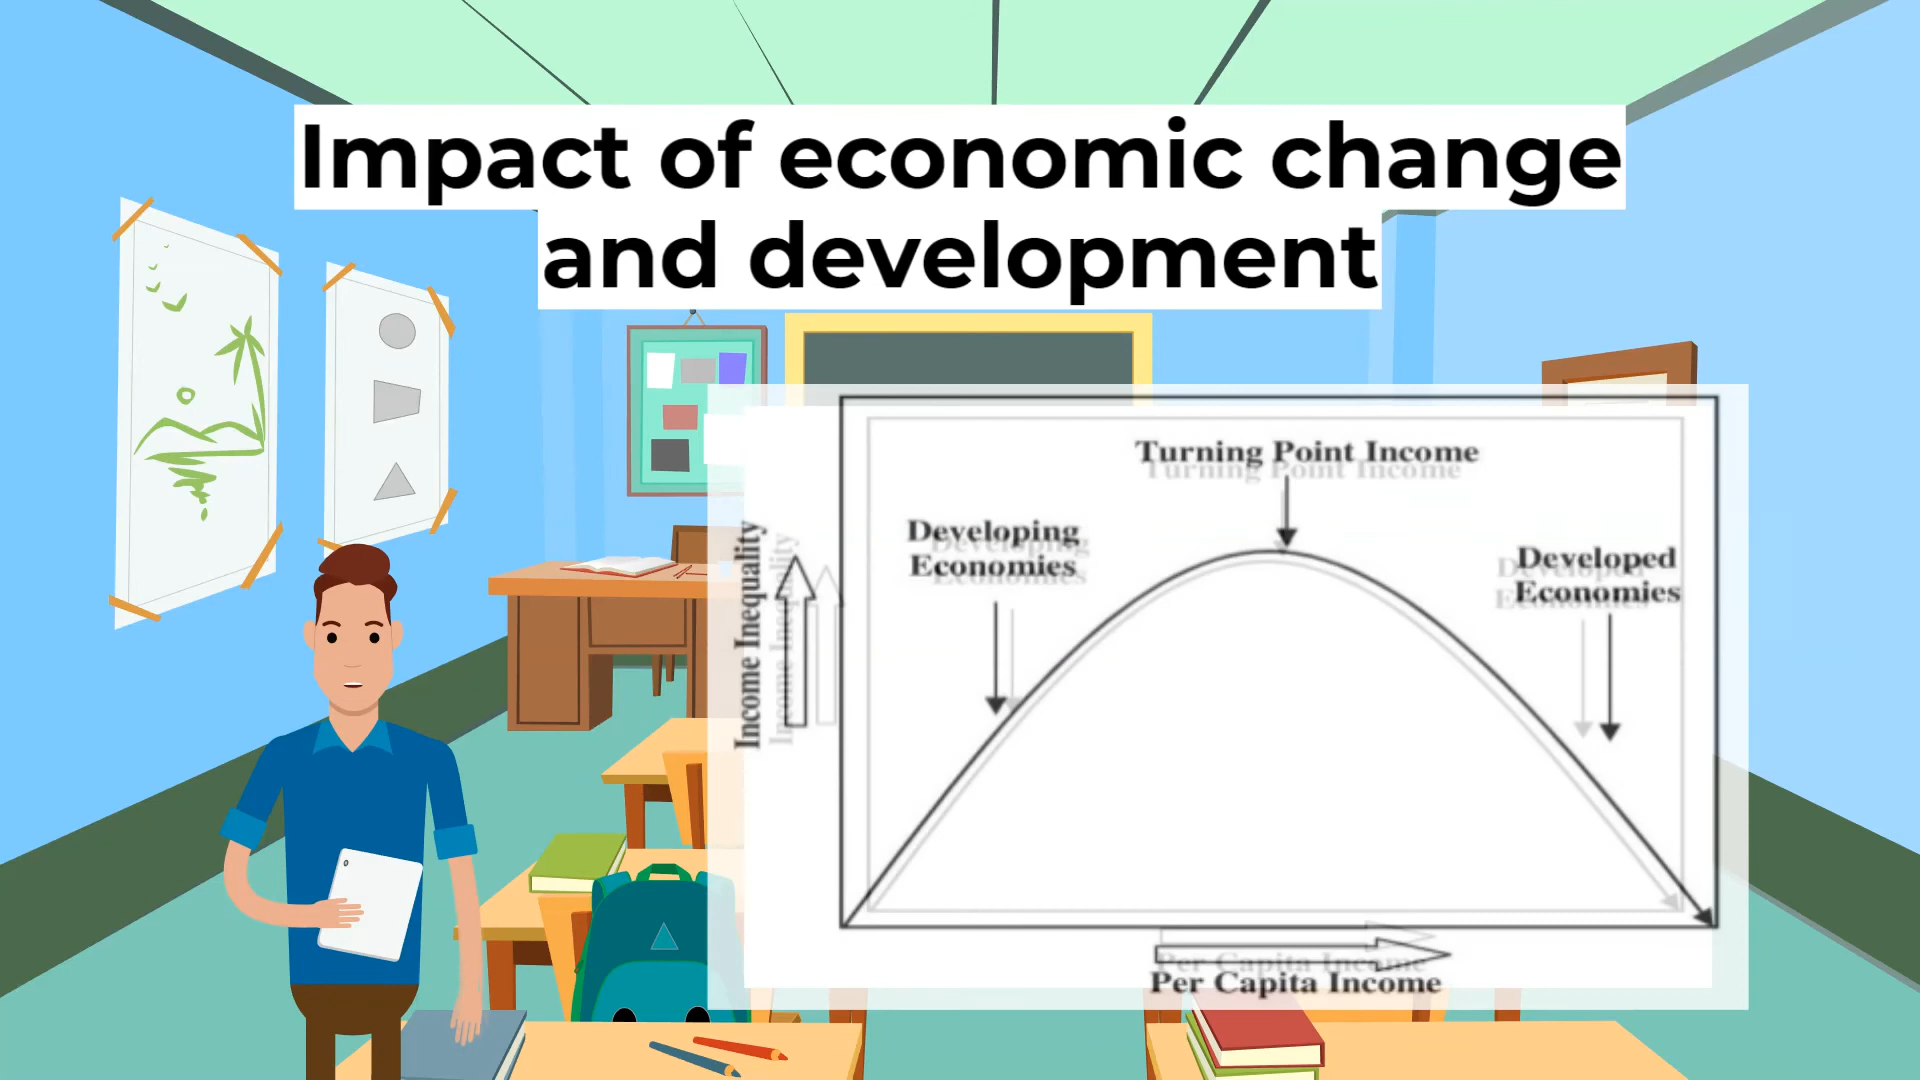 Impact of economic change
and development
Turning Point Income
Developing
Economies
Developed
Economies
Income Inequality
Per Capita Income